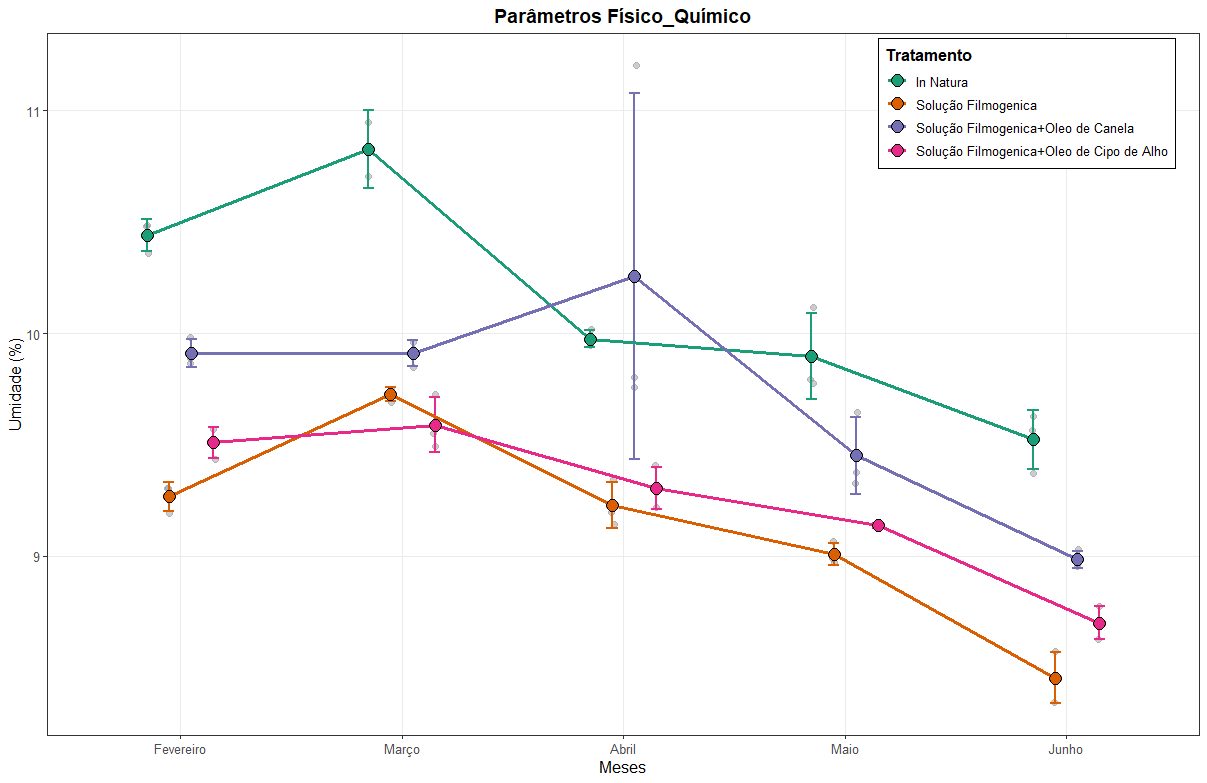 Parâmetros Físico_Químico
Tratamento
In Natura
Solução Filmogenica
Solução Filmogenica+Oleo de Canela
Solução Filmogenica+Oleo de Cipo de Alho
Umidade (%)
11
10
9
Fevereiro
Março
Abril
Maio
Junho
Meses